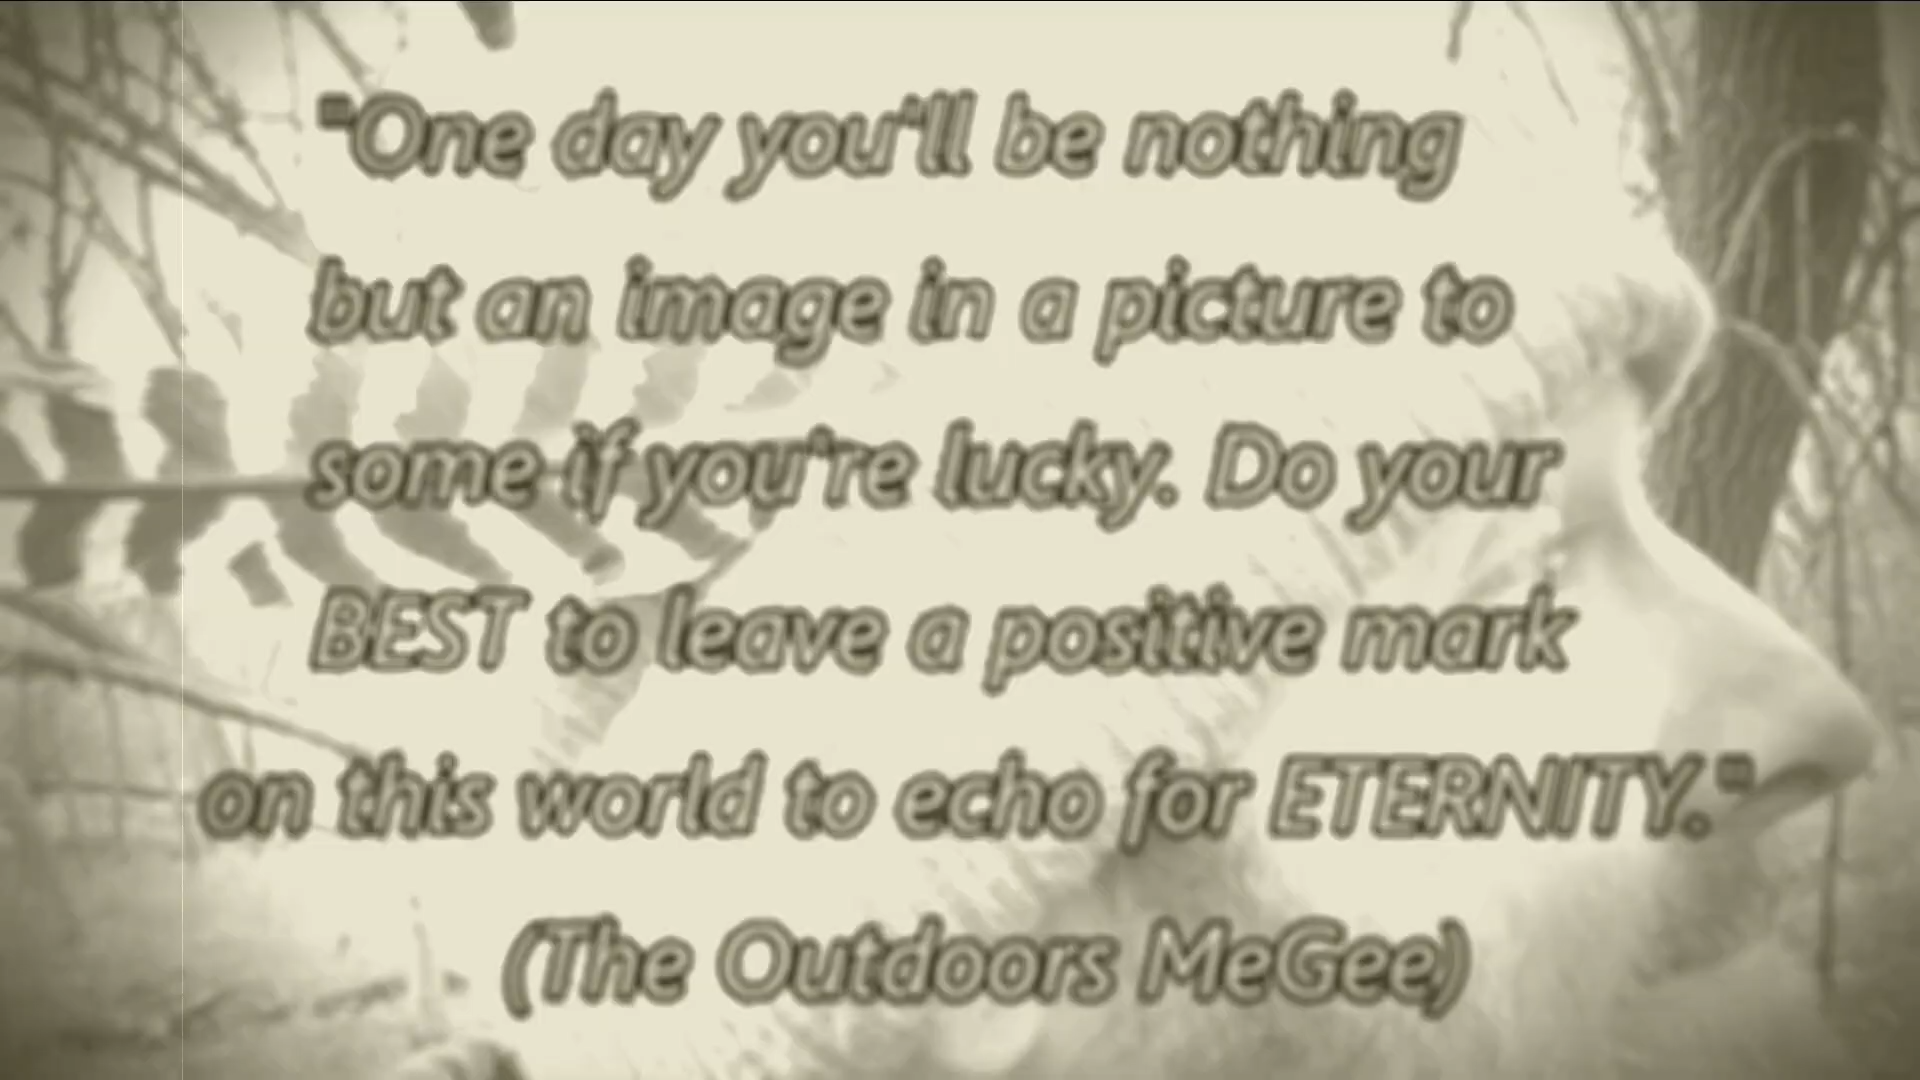 "One day you'll be nothing
but an image in a picture to
some if you're lucky. Do your
BEST to leave a positive mark
on this world to echo for ETERNITY."
(The Outdoors MeGee)